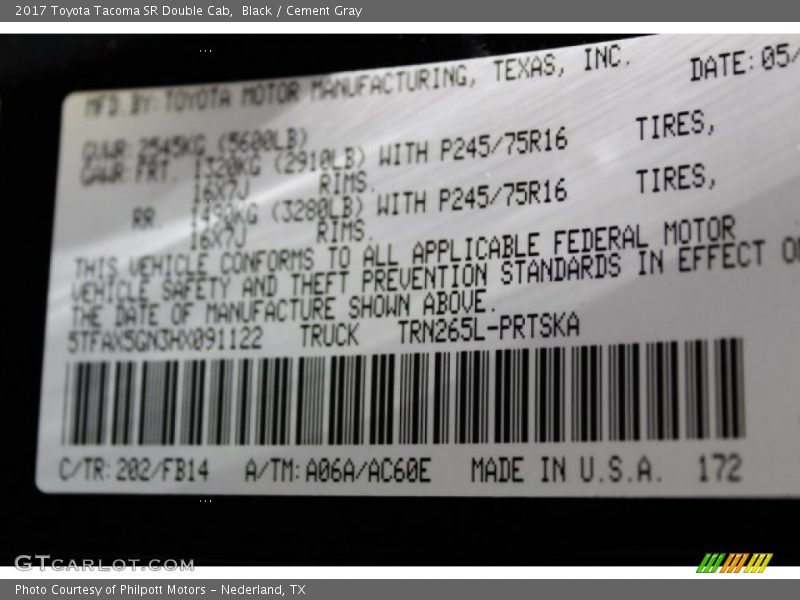 2017 Toyota Tacoma SR Double Cab,  Black / Cement Gray
MFD.BY:TOYOTA MOTOR MANUFACTURING, TEXAS, INC. DATE:05/
GVWR 2545KG (5600LB)
GAWR FRT. 1320KG (2910LB) WITH P245/75R16 TIRES,
16X7J RIMS.
RR 1490KG (3280LB) WITH P245/75R16 TIRES,
16X7J RIMS.
THIS VEHICLE CONFORMS TO ALL APPLICABLE FEDERAL MOTOR
VEHICLE SAFETY AND THEFT PREVENTION STANDARDS IN EFFECT O
THE DATE OF MANUFACTURE SHOWN ABOVE.
5TFAX5GN3HX091122 TRUCK TRN265L-PRTSKA
C/TR:202/FB14 A/TM:A06A/AC60E MADE IN U.S.A. 172
GTCARLOT.COM
Photo Courtesy of Philpott Motors - Nederland, TX